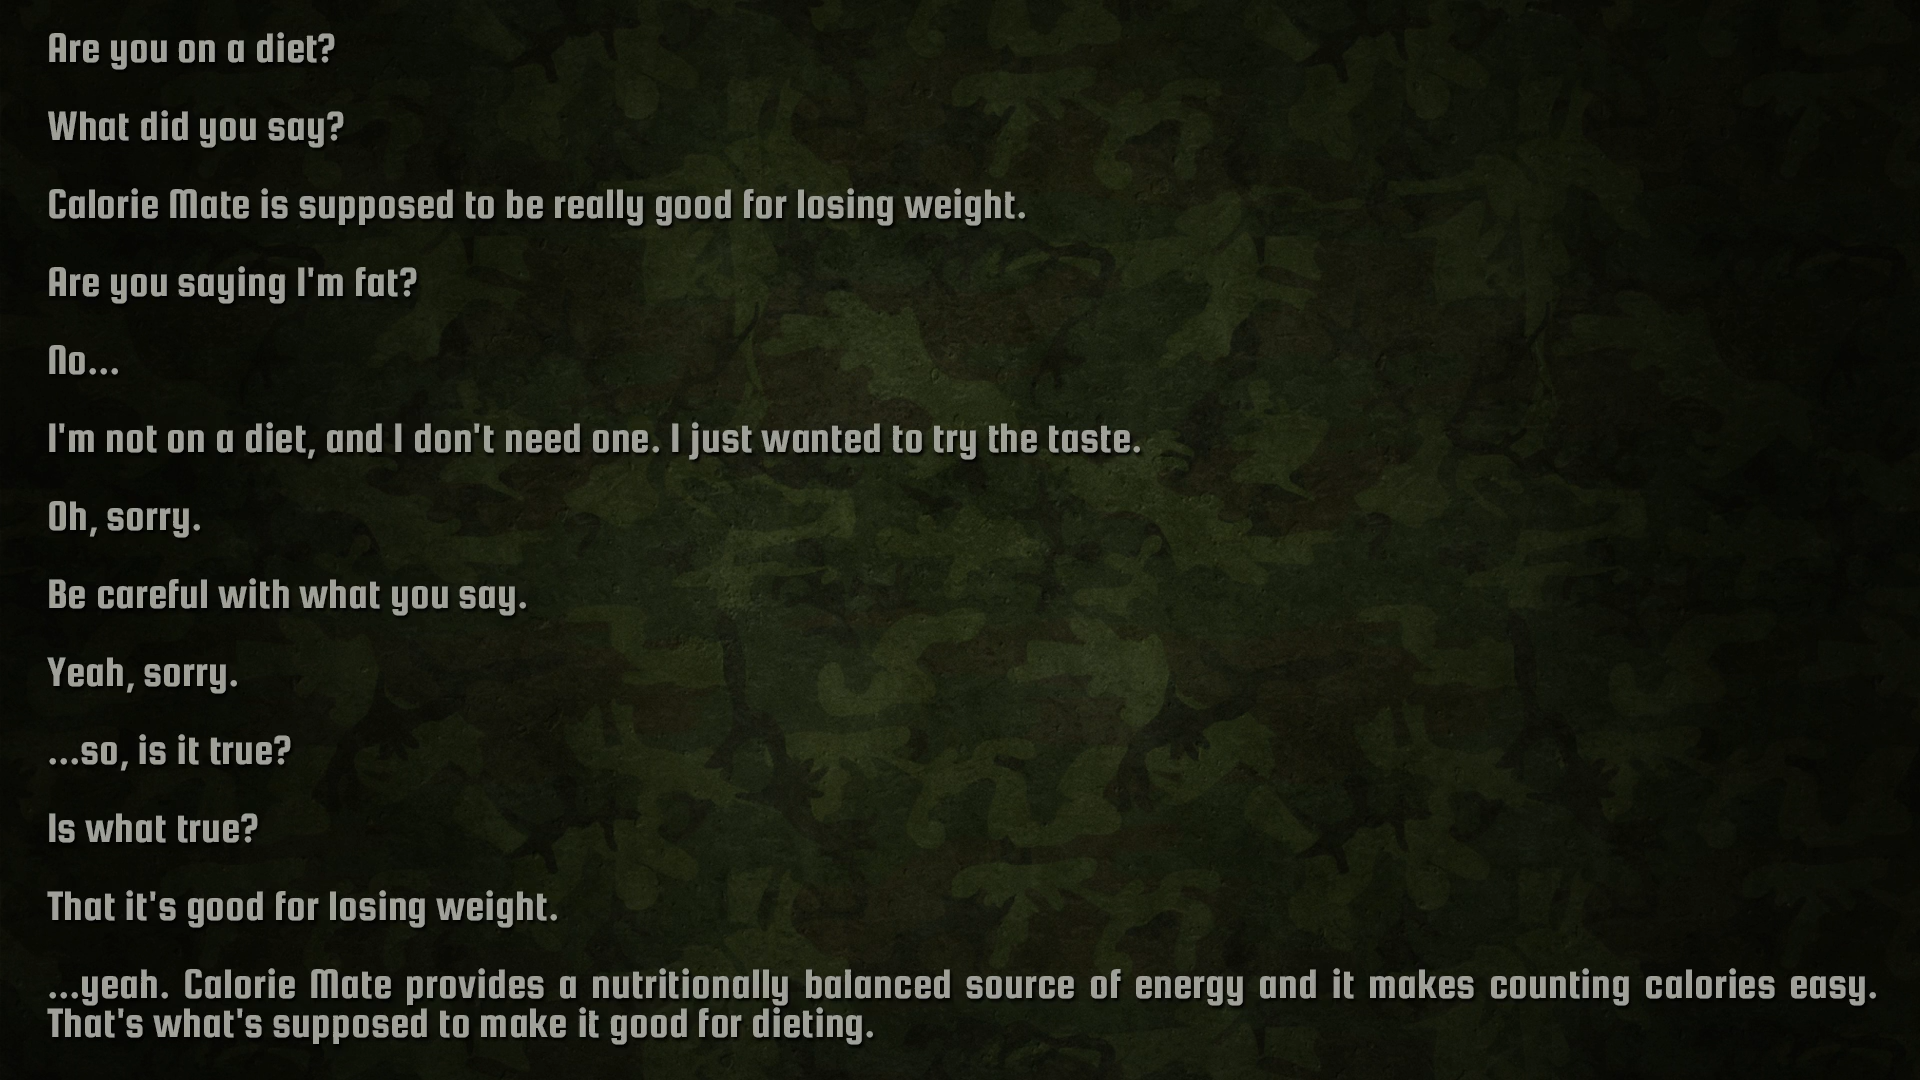 Are you on a diet?
What did you say?
Calorie Mate is supposed to be really good for losing weight.
Are you saying I'm fat?
No...
I'm not on a diet, and I don't need one. I just wanted to try the taste.
Oh, sorry.
Be careful with what you say.
Yeah, sorry.
...so, is it true?
Is what true?
That it's good for losing weight.
...yeah. Calorie Mate provides a nutritionally balanced source of energy and it makes counting calories easy.
That's what's supposed to make it good for dieting.